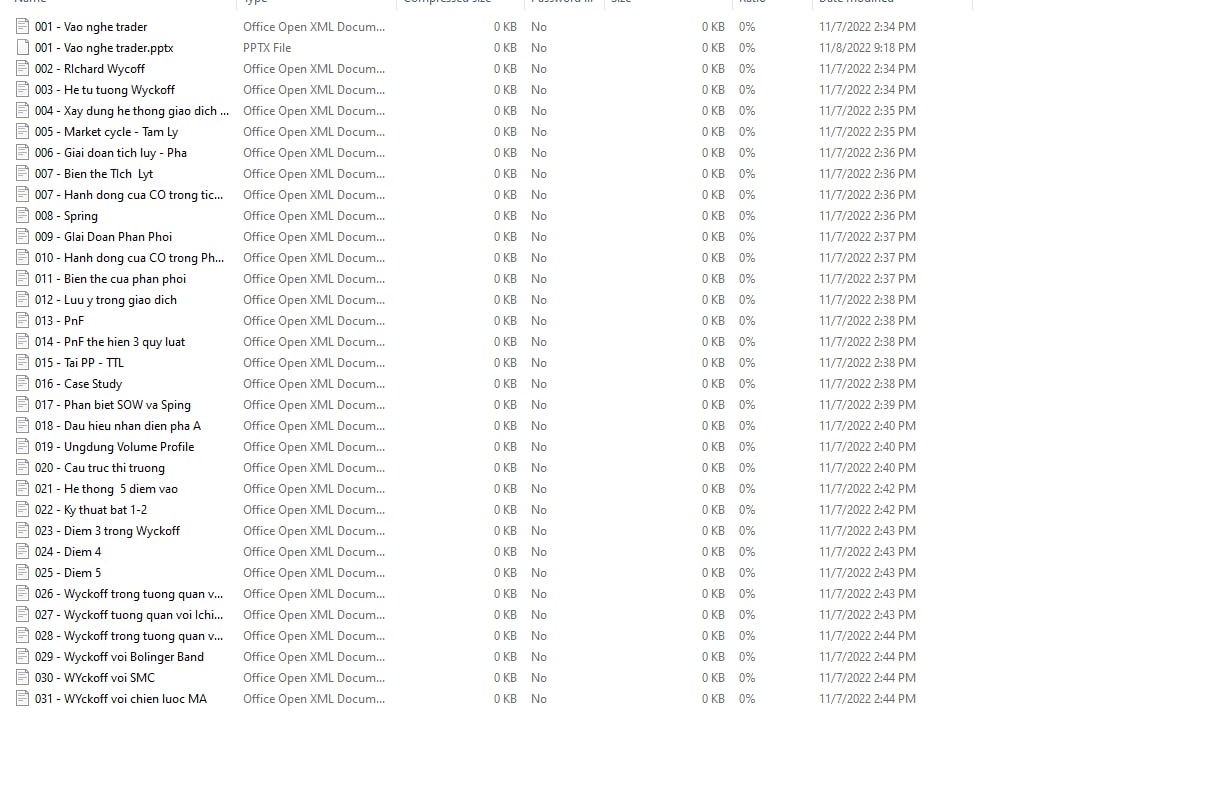 Name Type Compressed size Password ... Size Ratio Date modified
001 - Vao nghe trader Office Open XML Docum... 0 KB No 0 KB 0% 11/7/2022 2:34 PM
001 - Vao nghe trader.pptx PPTX File 0 KB No 0 KB 0% 11/8/2022 9:18 PM
002 - RIchard Wycoff Office Open XML Docum... 0 KB No 0 KB 0% 11/7/2022 2:34 PM
003 - He tu tuong Wyckoff Office Open XML Docum... 0 KB No 0 KB 0% 11/7/2022 2:34 PM
004 - Xay dung he thong giao dich ... Office Open XML Docum... 0 KB No 0 KB 0% 11/7/2022 2:35 PM
005 - Market cycle - Tam Ly Office Open XML Docum... 0 KB No 0 KB 0% 11/7/2022 2:35 PM
006 - Giai doan tich luy - Pha Office Open XML Docum... 0 KB No 0 KB 0% 11/7/2022 2:36 PM
007 - Bien the TIch  Lyt Office Open XML Docum... 0 KB No 0 KB 0% 11/7/2022 2:36 PM
007 - Hanh dong cua CO trong tic... Office Open XML Docum... 0 KB No 0 KB 0% 11/7/2022 2:36 PM
008 - Spring Office Open XML Docum... 0 KB No 0 KB 0% 11/7/2022 2:36 PM
009 - GIai Doan Phan Phoi Office Open XML Docum... 0 KB No 0 KB 0% 11/7/2022 2:37 PM
010 - Hanh dong cua CO trong Ph... Office Open XML Docum... 0 KB No 0 KB 0% 11/7/2022 2:37 PM
011 - Bien the cua phan phoi Office Open XML Docum... 0 KB No 0 KB 0% 11/7/2022 2:37 PM
012 - Luu y trong giao dich Office Open XML Docum... 0 KB No 0 KB 0% 11/7/2022 2:38 PM
013 - PnF Office Open XML Docum... 0 KB No 0 KB 0% 11/7/2022 2:38 PM
014 - PnF the hien 3 quy luat Office Open XML Docum... 0 KB No 0 KB 0% 11/7/2022 2:38 PM
015 - Tai PP - TTL Office Open XML Docum... 0 KB No 0 KB 0% 11/7/2022 2:38 PM
016 - Case Study Office Open XML Docum... 0 KB No 0 KB 0% 11/7/2022 2:38 PM
017 - Phan biet SOW va Sping Office Open XML Docum... 0 KB No 0 KB 0% 11/7/2022 2:39 PM
018 - Dau hieu nhan dien pha A Office Open XML Docum... 0 KB No 0 KB 0% 11/7/2022 2:40 PM
019 - Ungdung Volume Profile Office Open XML Docum... 0 KB No 0 KB 0% 11/7/2022 2:40 PM
020 - Cau truc thi truong Office Open XML Docum... 0 KB No 0 KB 0% 11/7/2022 2:40 PM
021 - He thong  5 diem vao Office Open XML Docum... 0 KB No 0 KB 0% 11/7/2022 2:42 PM
022 - Ky thuat bat 1-2 Office Open XML Docum... 0 KB No 0 KB 0% 11/7/2022 2:42 PM
023 - Diem 3 trong Wyckoff Office Open XML Docum... 0 KB No 0 KB 0% 11/7/2022 2:43 PM
024 - Diem 4 Office Open XML Docum... 0 KB No 0 KB 0% 11/7/2022 2:43 PM
025 - Diem 5 Office Open XML Docum... 0 KB No 0 KB 0% 11/7/2022 2:43 PM
026 - Wyckoff trong tuong quan v... Office Open XML Docum... 0 KB No 0 KB 0% 11/7/2022 2:43 PM
027 - Wyckoff tuong quan voi Ichi... Office Open XML Docum... 0 KB No 0 KB 0% 11/7/2022 2:43 PM
028 - Wyckoff trong tuong quan v... Office Open XML Docum... 0 KB No 0 KB 0% 11/7/2022 2:44 PM
029 - Wyckoff voi Bolinger Band Office Open XML Docum... 0 KB No 0 KB 0% 11/7/2022 2:44 PM
030 - WYckoff voi SMC Office Open XML Docum... 0 KB No 0 KB 0% 11/7/2022 2:44 PM
031 - WYckoff voi chien luoc MA Office Open XML Docum... 0 KB No 0 KB 0% 11/7/2022 2:44 PM